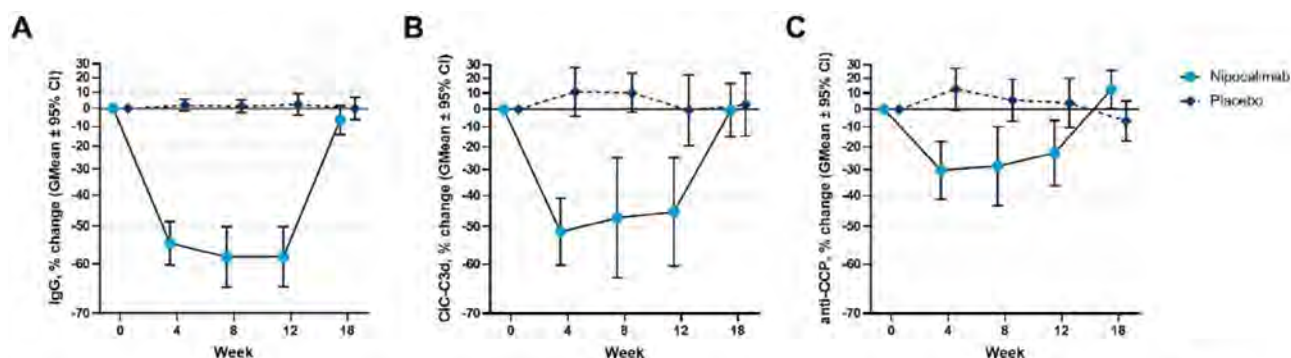 A
IgG, % change (GMean ± 95% CI)
30
20
10
0
-10
-20
-30
-40
-50
-60
-70
0 4 8 12 18
Week
B
CIC-C3d, % change (GMean ± 95% CI)
30
20
10
0
-10
-20
-30
-40
-50
-60
-70
0 4 8 12 18
Week
C
anti-CCP, % change (GMean ± 95% CI)
30
20
10
0
-10
-20
-30
-40
-50
-60
-70
0 4 8 12 18
Week
Nipocalimab
Placebo